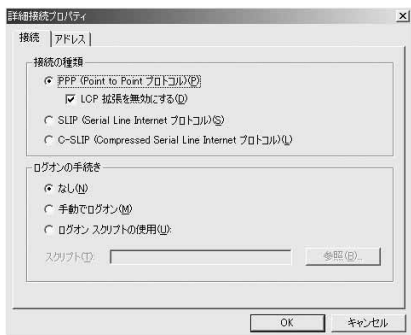 詳細接続プロパティ
接続
アドレス
接続の種類
PPP (Point to Point プロトコル)(P)
LCP 拡張を無効にする(D)
SLIP (Serial Line Internet プロトコル)(S)
C-SLIP (Compressed Serial Line Internet プロトコル)(L)
ログオンの手続き
なし(N)
手動でログオン(M)
ログオン スクリプトの使用(U):
スクリプト(T):
参照(B)...
OK
キャンセル